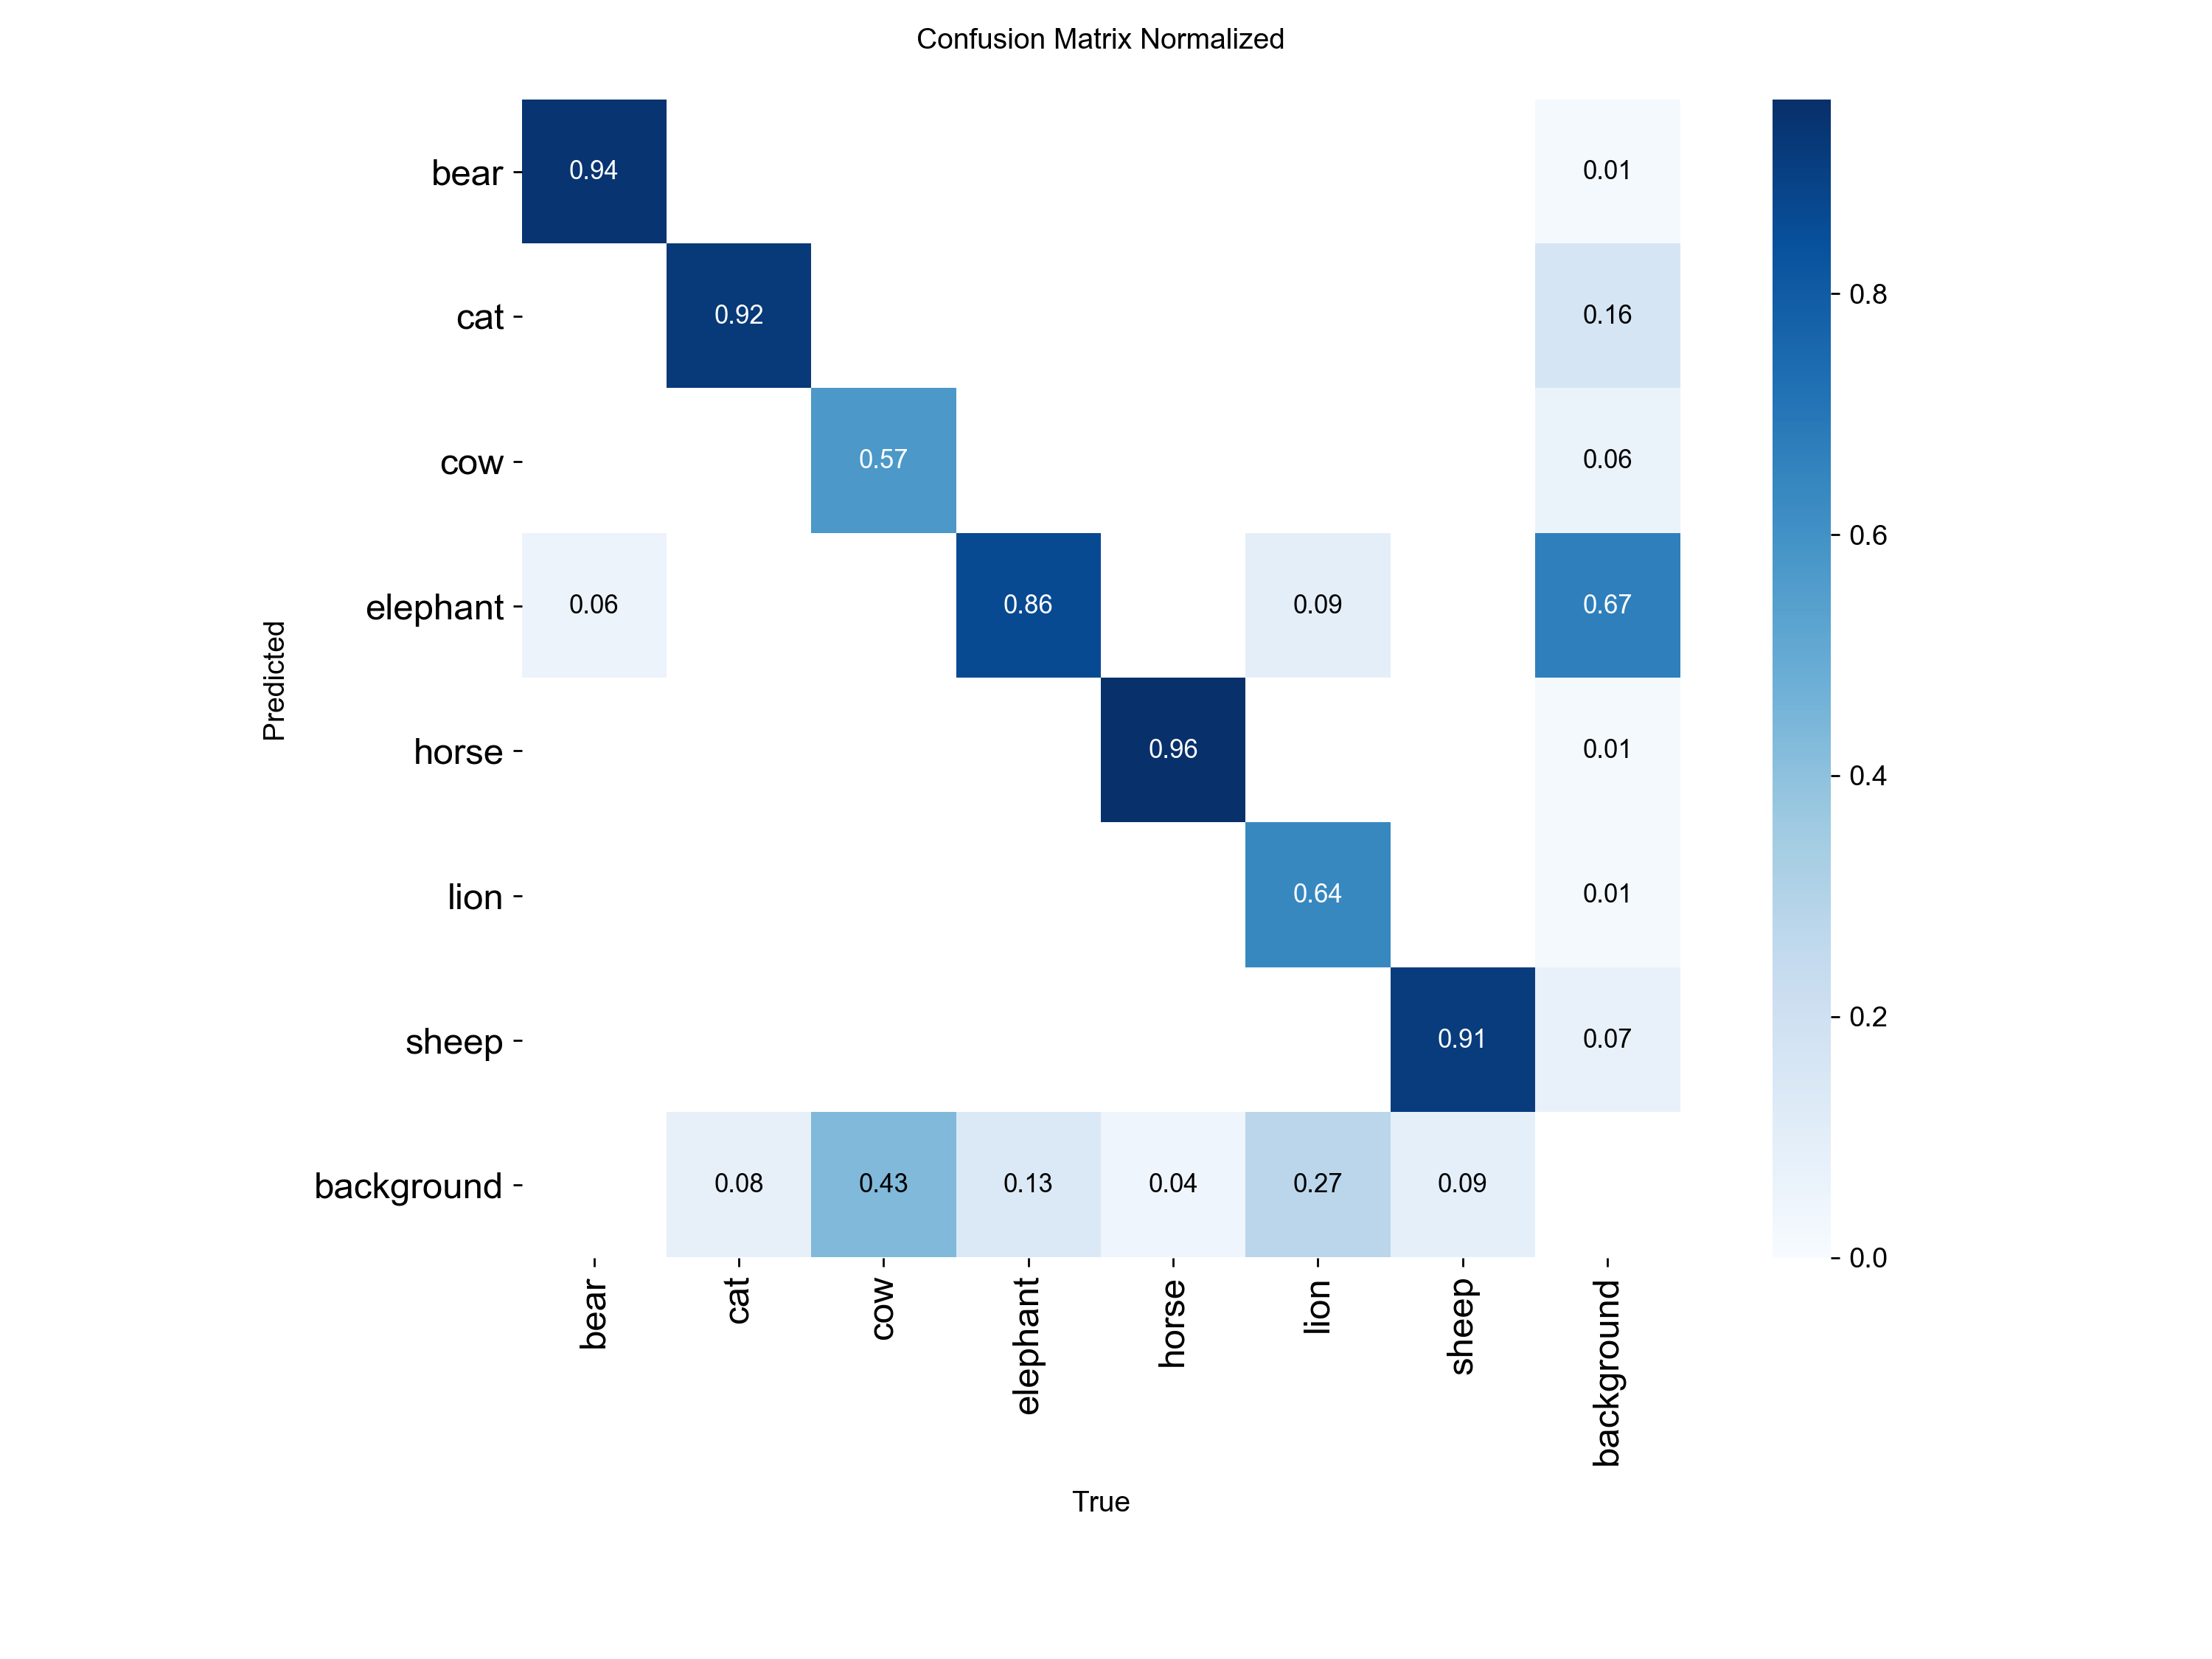 Confusion Matrix Normalized
bear
0.94
0.01
cat
0.92
0.16
0.8
cow
0.57
0.06
0.6
elephant
0.06
0.86
0.09
0.67
Predicted
horse
0.96
0.01
0.4
lion
0.64
0.01
0.2
sheep
0.91
0.07
background
0.08
0.43
0.13
0.04
0.27
0.09
0.0
bear
cat
cow
elephant
horse
lion
sheep
background
True